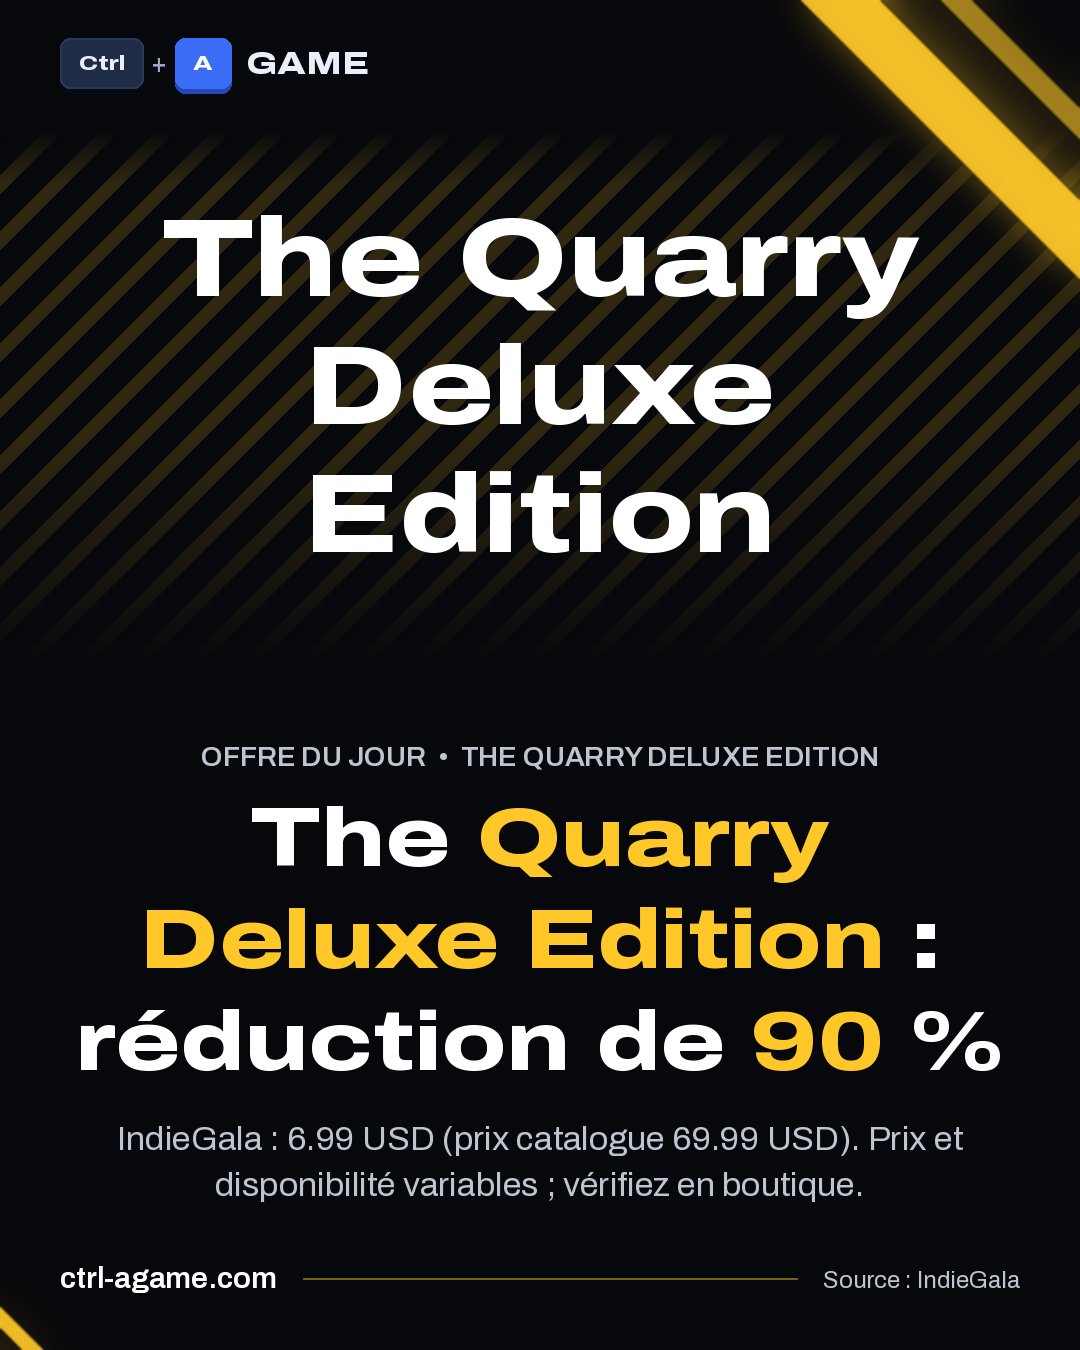 Ctrl + A GAME
The Quarry
Deluxe
Edition
OFFRE DU JOUR • THE QUARRY DELUXE EDITION
The Quarry
Deluxe Edition :
réduction de 90 %
IndieGala : 6.99 USD (prix catalogue 69.99 USD). Prix et
disponibilité variables ; vérifiez en boutique.
ctrl-agame.com
Source : IndieGala